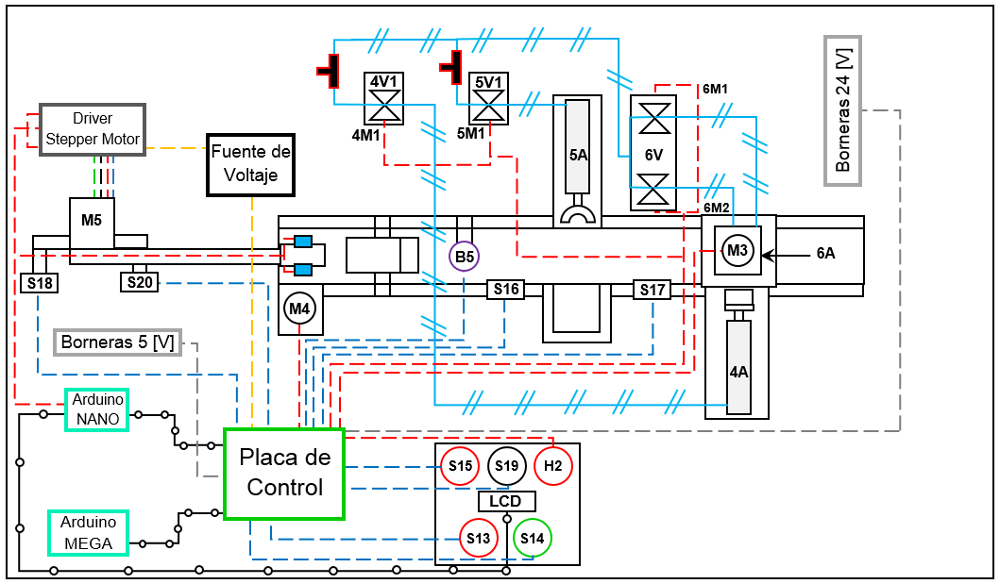 4V1
5V1
6M1
Borneras 24 [V]
Driver
Stepper Motor
4M1
5M1
5A
6V
Fuente de
Voltaje
6M2
M5
B5
M3
6A
S18
S20
S16
S17
M4
Borneras 5 [V]
4A
Arduino
NANO
Placa de
Control
S15
S19
H2
LCD
Arduino
MEGA
S13
S14